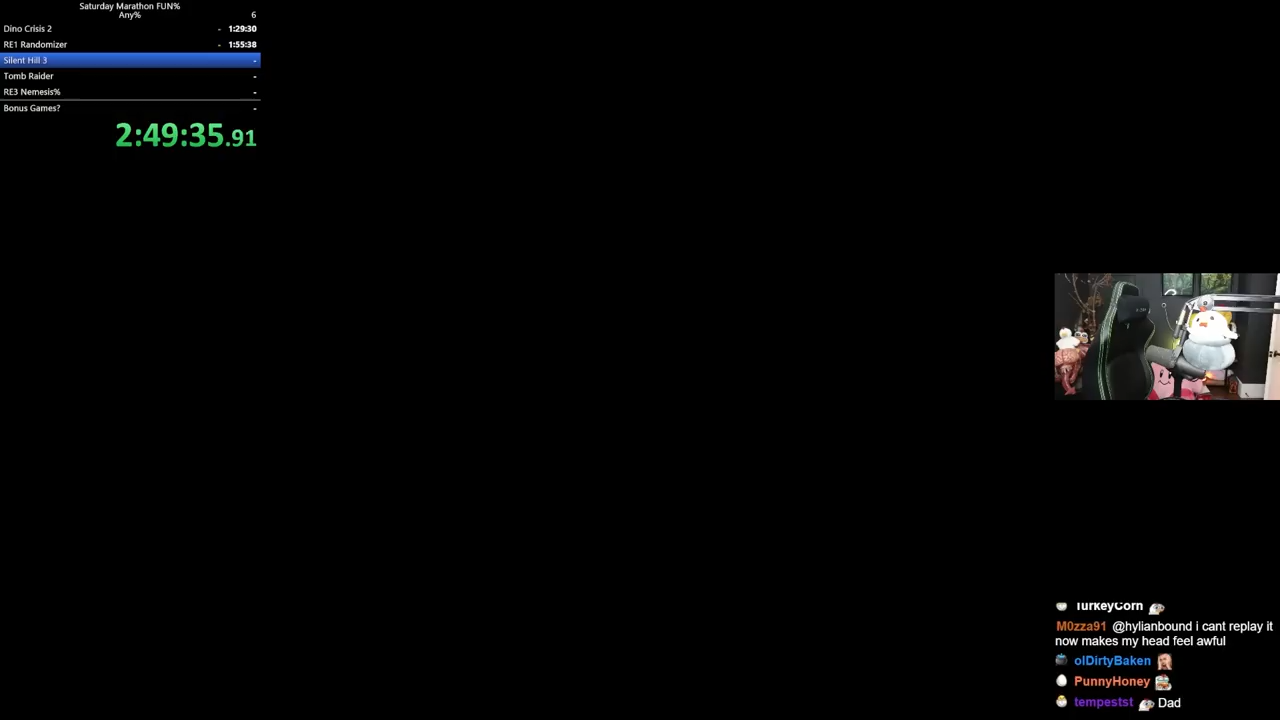 Saturday Marathon FUN%
Any% 6
Dino Crisis 2 - 1:29:30
RE1 Randomizer - 1:55:38
Silent Hill 3 -
Tomb Raider -
RE3 Nemesis% -
Bonus Games? -
2:49:35.91
TurkeyCorn
M0zza91 @hylianbound i cant replay it
now makes my head feel awful
olDirtyBaken
PunnyHoney
tempestst Dad